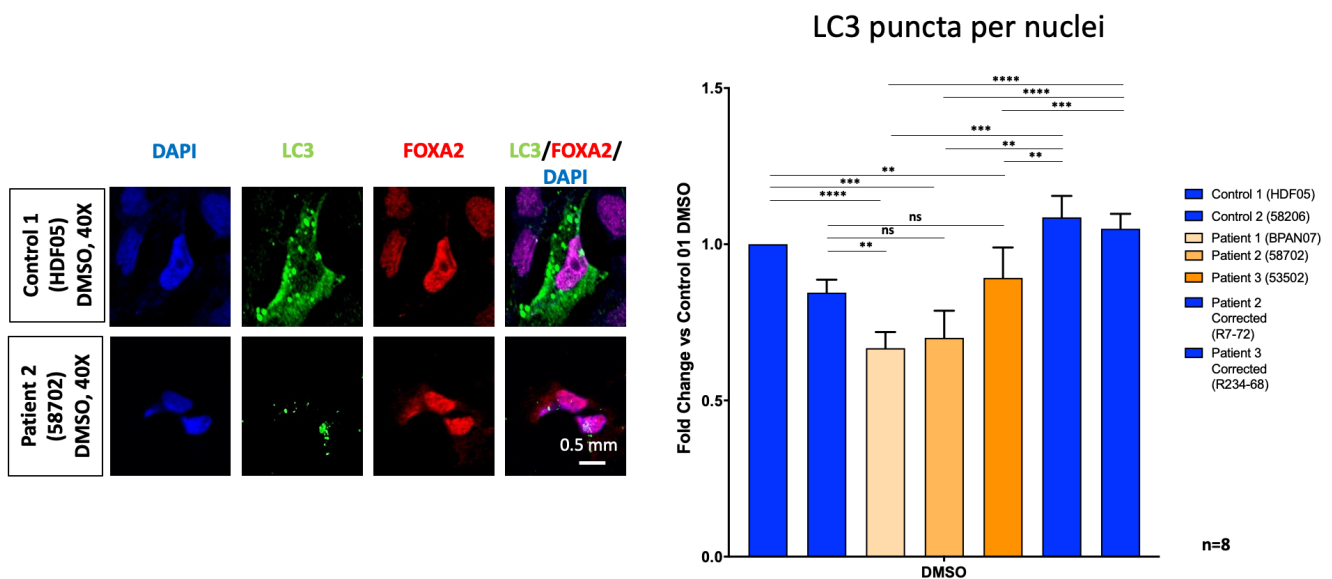 LC3 puncta per nuclei
DAPI
LC3
FOXA2
LC3/FOXA2/
DAPI
Control 1
(HDF05)
DMSO, 40X
Patient 2
(58702)
DMSO, 40X
0.5 mm
Fold Change vs Control 01 DMSO
1.5
1.0
0.5
0.0
****
****
***
***
**
**
**
***
****
ns
ns
**
DMSO
Control 1 (HDF05)
Control 2 (58206)
Patient 1 (BPAN07)
Patient 2 (58702)
Patient 3 (53502)
Patient 2
Corrected
(R7-72)
Patient 3
Corrected
(R234-68)
n=8